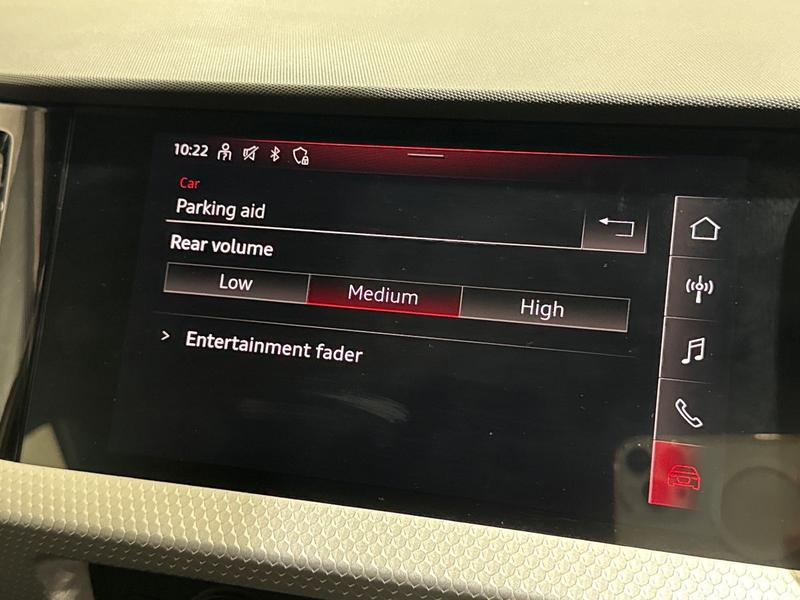 10:22
Car
Parking aid
Rear volume
Low Medium High
> Entertainment fader